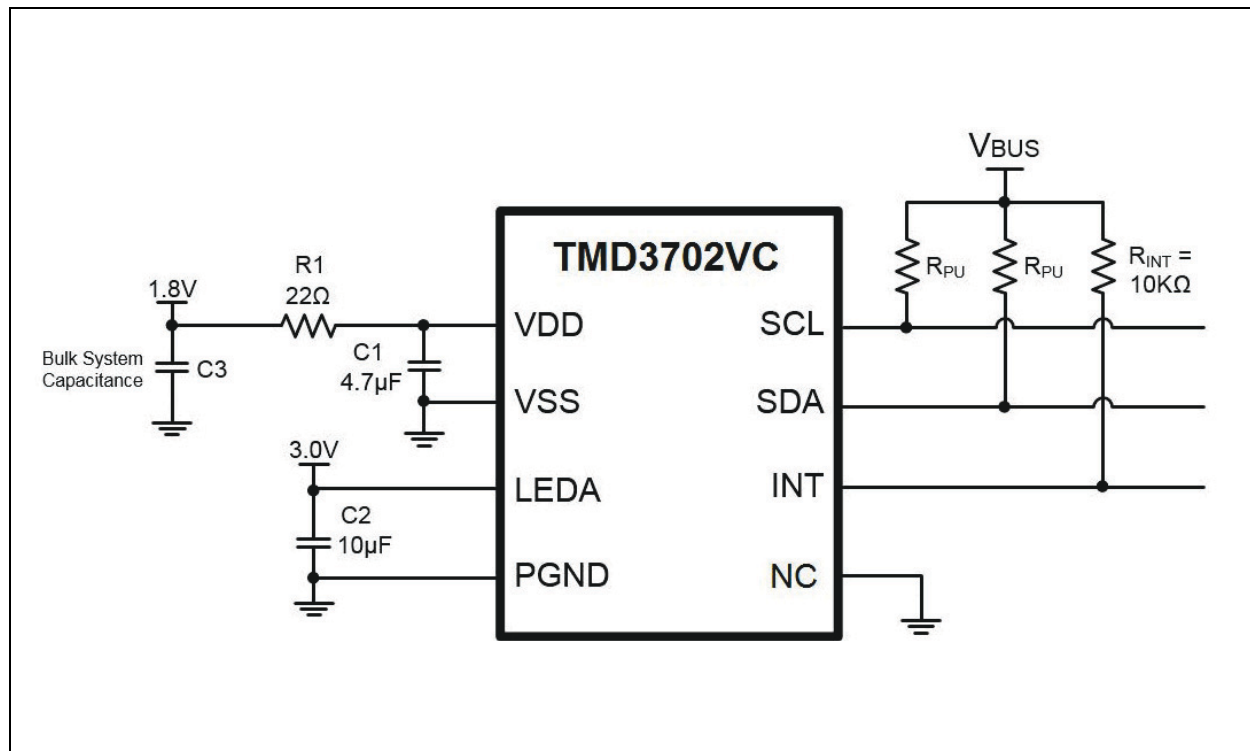 VBUS
TMD3702VC
RPU
RPU
RINT =
10KΩ
R1
22Ω
1.8V
VDD
SCL
Bulk System
Capacitance
C3
C1
4.7µF
VSS
SDA
3.0V
LEDA
INT
C2
10µF
PGND
NC